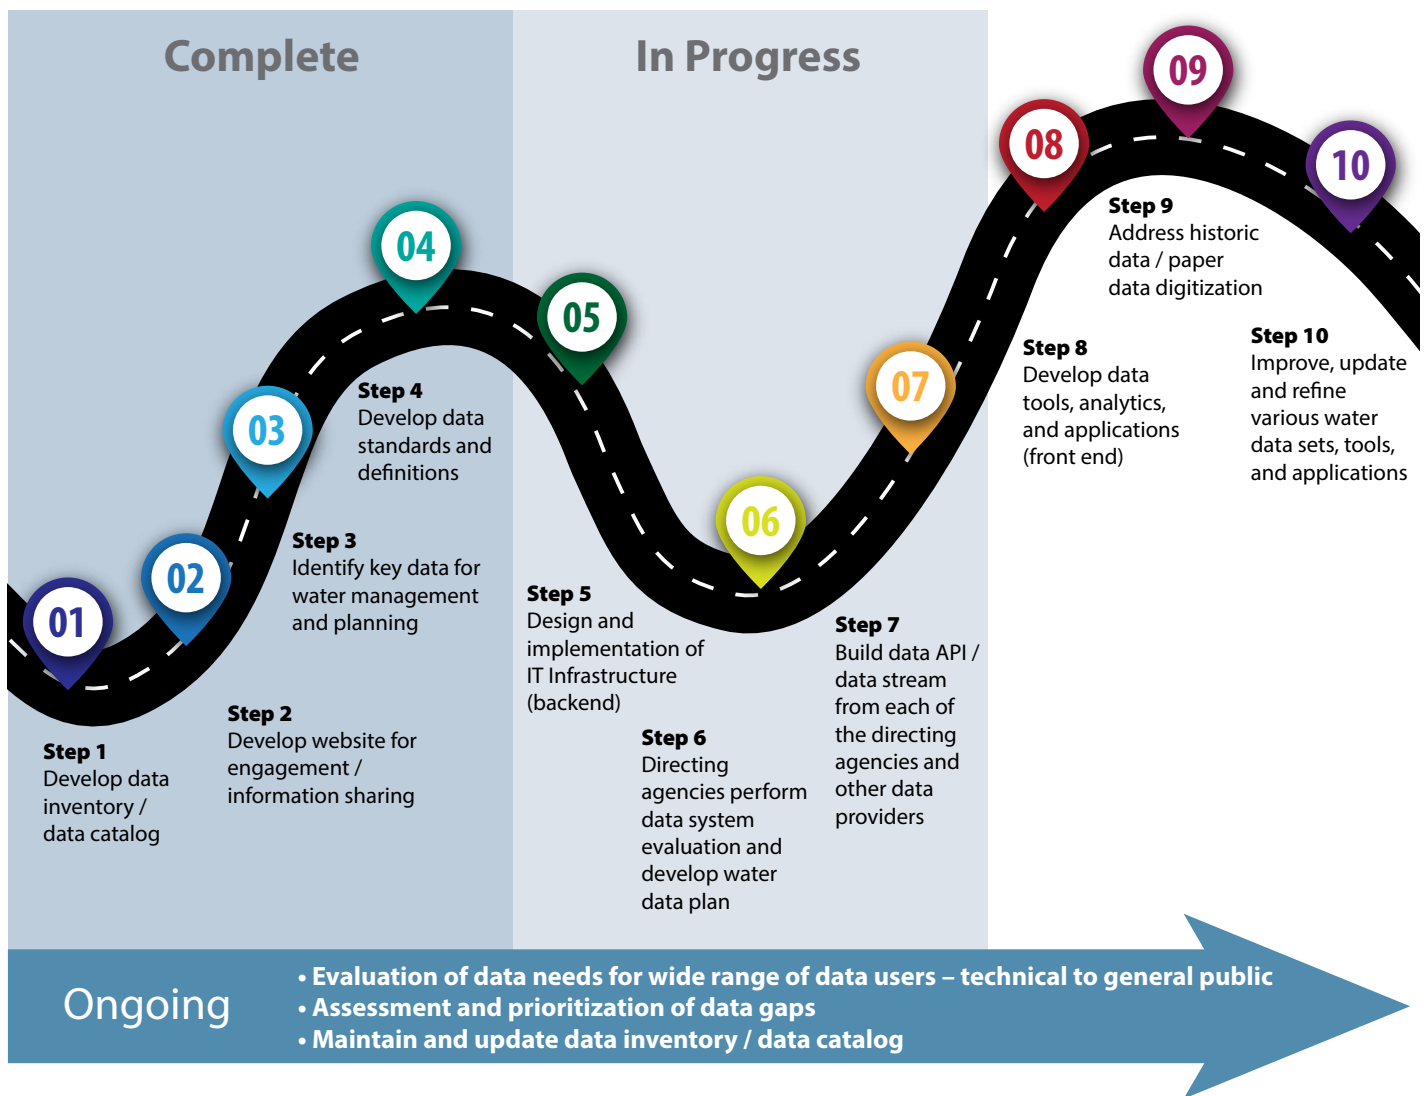 Complete
In Progress
01
02
03
04
05
06
07
08
09
10
Step 1
Develop data
inventory /
data catalog
Step 2
Develop website for
engagement /
information sharing
Step 3
Identify key data for
water management
and planning
Step 4
Develop data
standards and
definitions
Step 5
Design and
implementation of
IT Infrastructure
(backend)
Step 6
Directing
agencies perform
data system
evaluation and
develop water
data plan
Step 7
Build data API /
data stream
from each of
the directing
agencies and
other data
providers
Step 8
Develop data
tools, analytics,
and applications
(front end)
Step 9
Address historic
data / paper
data digitization
Step 10
Improve, update
and refine
various water
data sets, tools,
and applications
Ongoing
• Evaluation of data needs for wide range of data users – technical to general public
• Assessment and prioritization of data gaps
• Maintain and update data inventory / data catalog